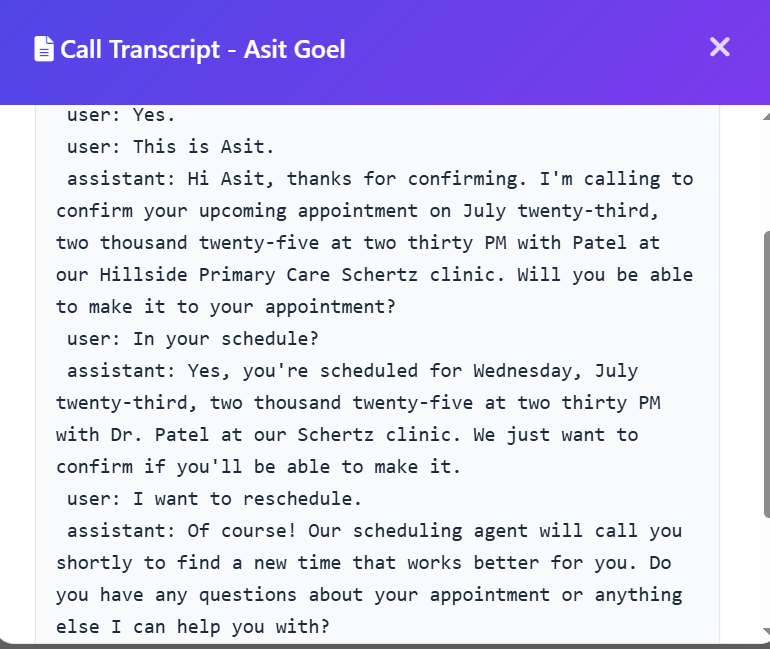 Call Transcript - Asit Goel
user: Yes.
user: This is Asit.
assistant: Hi Asit, thanks for confirming. I'm calling to
confirm your upcoming appointment on July twenty-third,
two thousand twenty-five at two thirty PM with Patel at
our Hillside Primary Care Schertz clinic. Will you be able
to make it to your appointment?
user: In your schedule?
assistant: Yes, you're scheduled for Wednesday, July
twenty-third, two thousand twenty-five at two thirty PM
with Dr. Patel at our Schertz clinic. We just want to
confirm if you'll be able to make it.
user: I want to reschedule.
assistant: Of course! Our scheduling agent will call you
shortly to find a new time that works better for you. Do
you have any questions about your appointment or anything
else I can help you with?